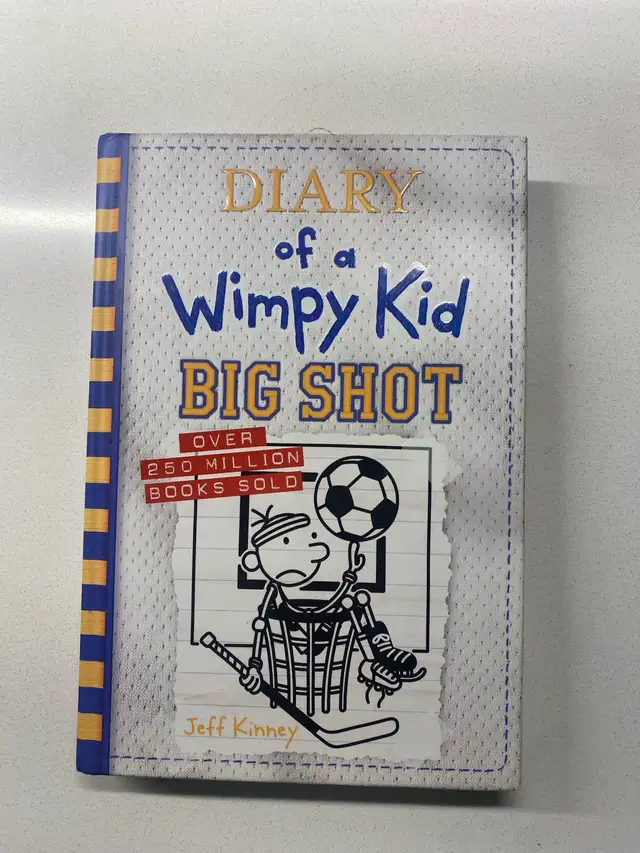 DIARY
of a
Wimpy Kid
BIG SHOT
OVER
250 MILLION
BOOKS SOLD
Jeff Kinney